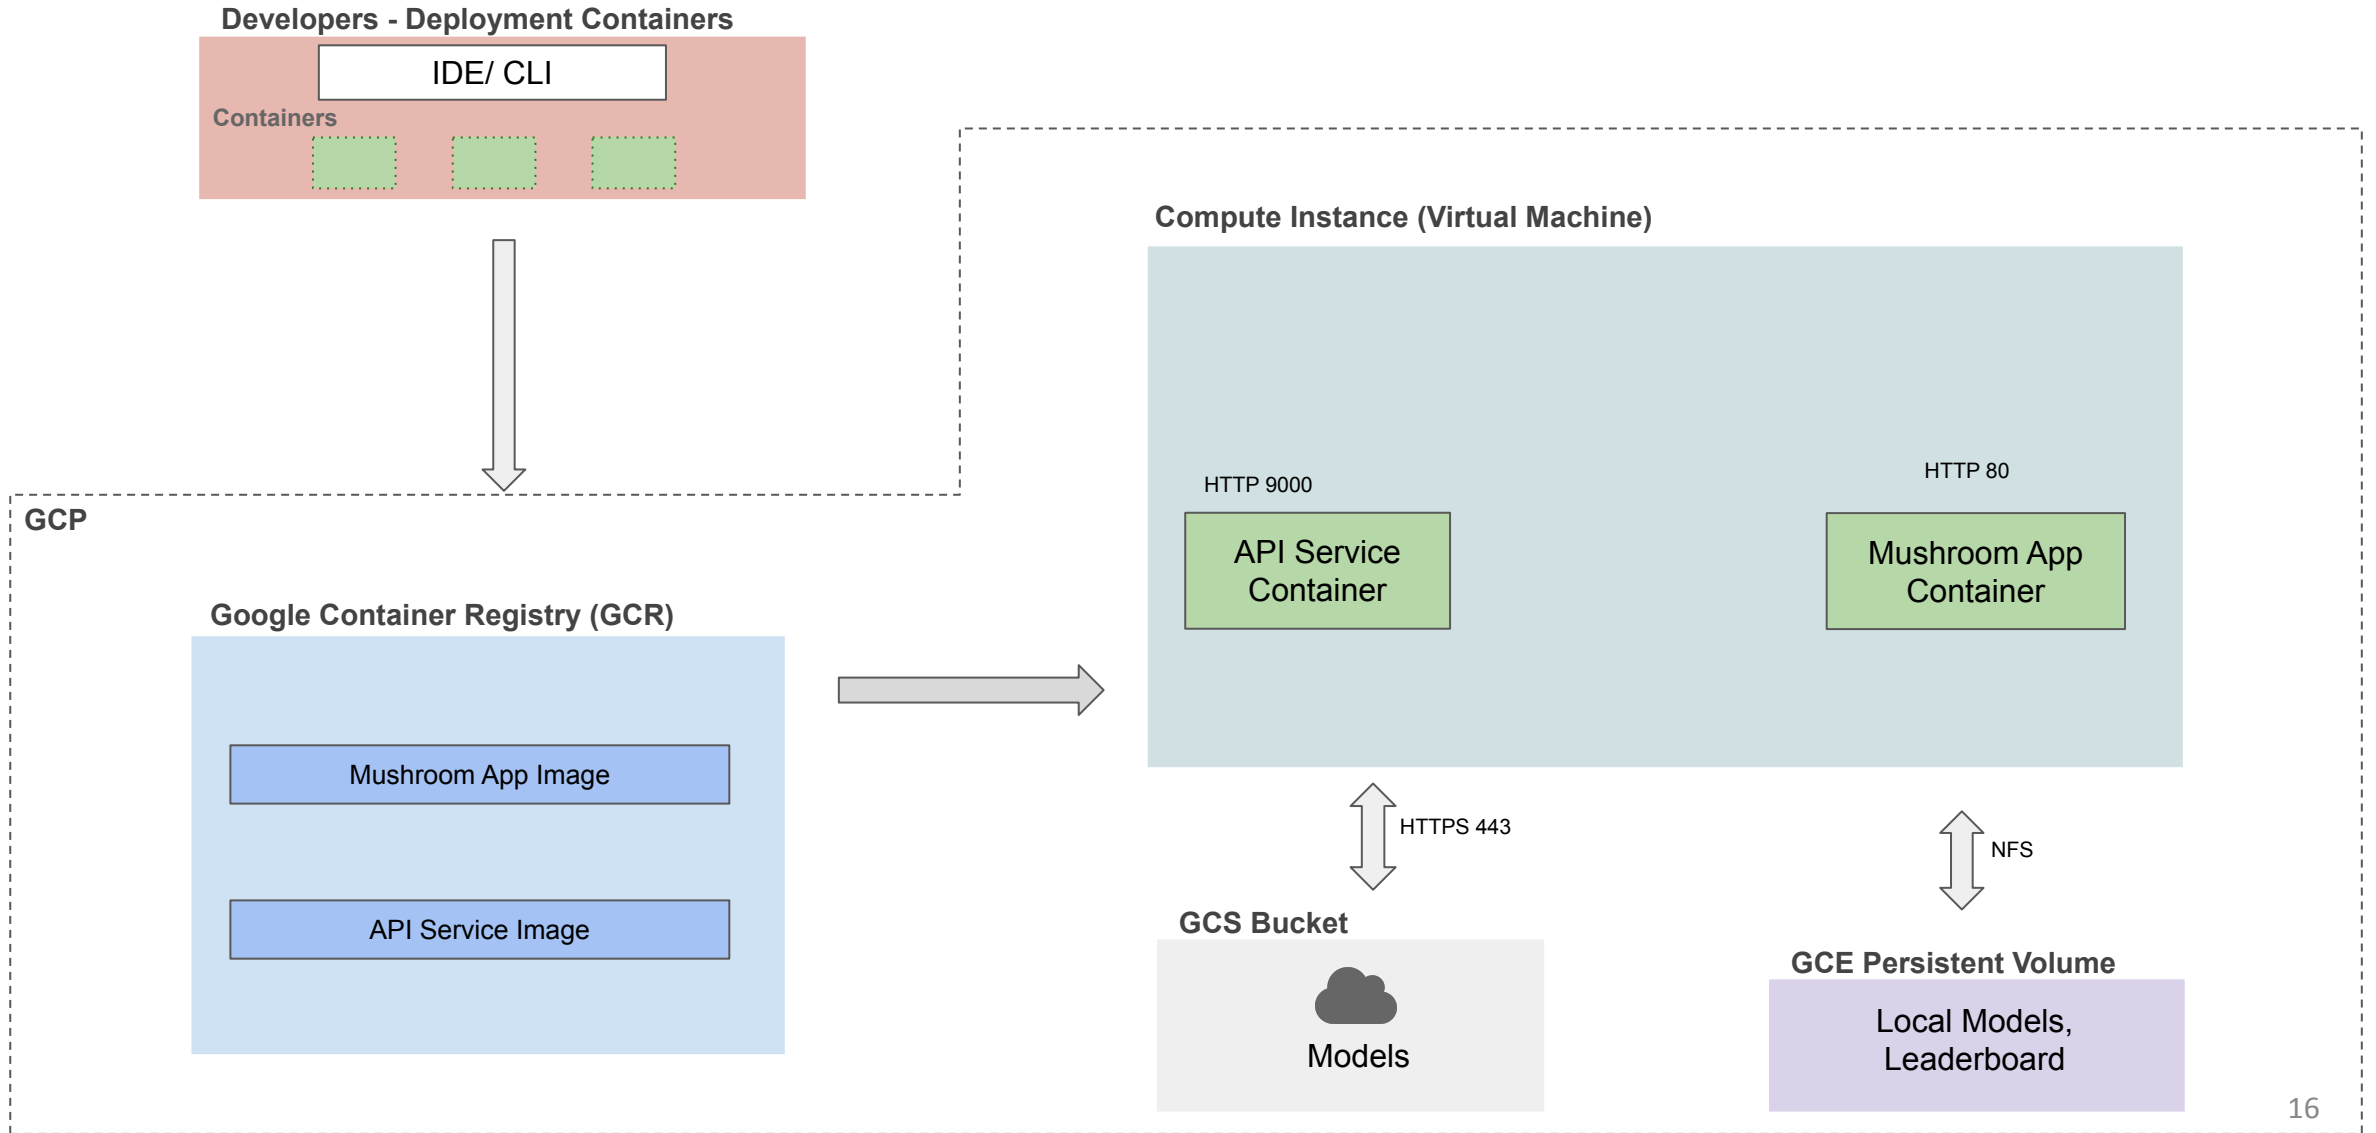 Developers - Deployment Containers
IDE/ CLI
Containers
Compute Instance (Virtual Machine)
HTTP 9000
HTTP 80
API Service
Container
Mushroom App
Container
GCP
Google Container Registry (GCR)
Mushroom App Image
API Service Image
HTTPS 443
NFS
GCS Bucket
Models
GCE Persistent Volume
Local Models,
Leaderboard
16